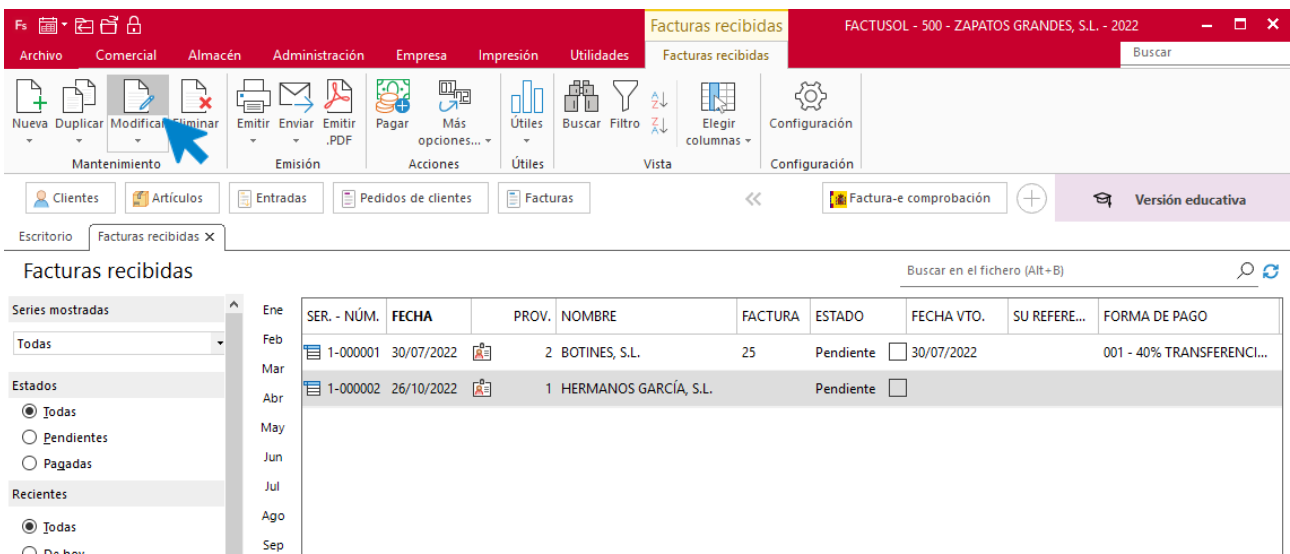 Fs
Facturas recibidas
FACTUSOL - 500 - ZAPATOS GRANDES, S.L. - 2022
Archivo Comercial Almacén Administración Empresa Impresión Utilidades Facturas recibidas Buscar
Nueva Duplicar Modificar Eliminar Emitir Enviar Emitir .PDF Pagar Más opciones... Útiles Buscar Filtro Elegir columnas Configuración
Mantenimiento Emisión Acciones Útiles Vista Configuración
Clientes Artículos Entradas Pedidos de clientes Facturas Factura-e comprobación Versión educativa
Escritorio Facturas recibidas
Facturas recibidas Buscar en el fichero (Alt+B)
Series mostradas
Todas
Estados
Todas
Pendientes
Pagadas
Recientes
Todas
De hoy
Ene
Feb
Mar
Abr
May
Jun
Jul
Ago
Sep
SER. - NÚM. FECHA PROV. NOMBRE FACTURA ESTADO FECHA VTO. SU REFERE... FORMA DE PAGO
1-000001 30/07/2022 2 BOTINES, S.L. 25 Pendiente 30/07/2022 001 - 40% TRANSFERENCI...
1-000002 26/10/2022 1 HERMANOS GARCÍA, S.L. Pendiente